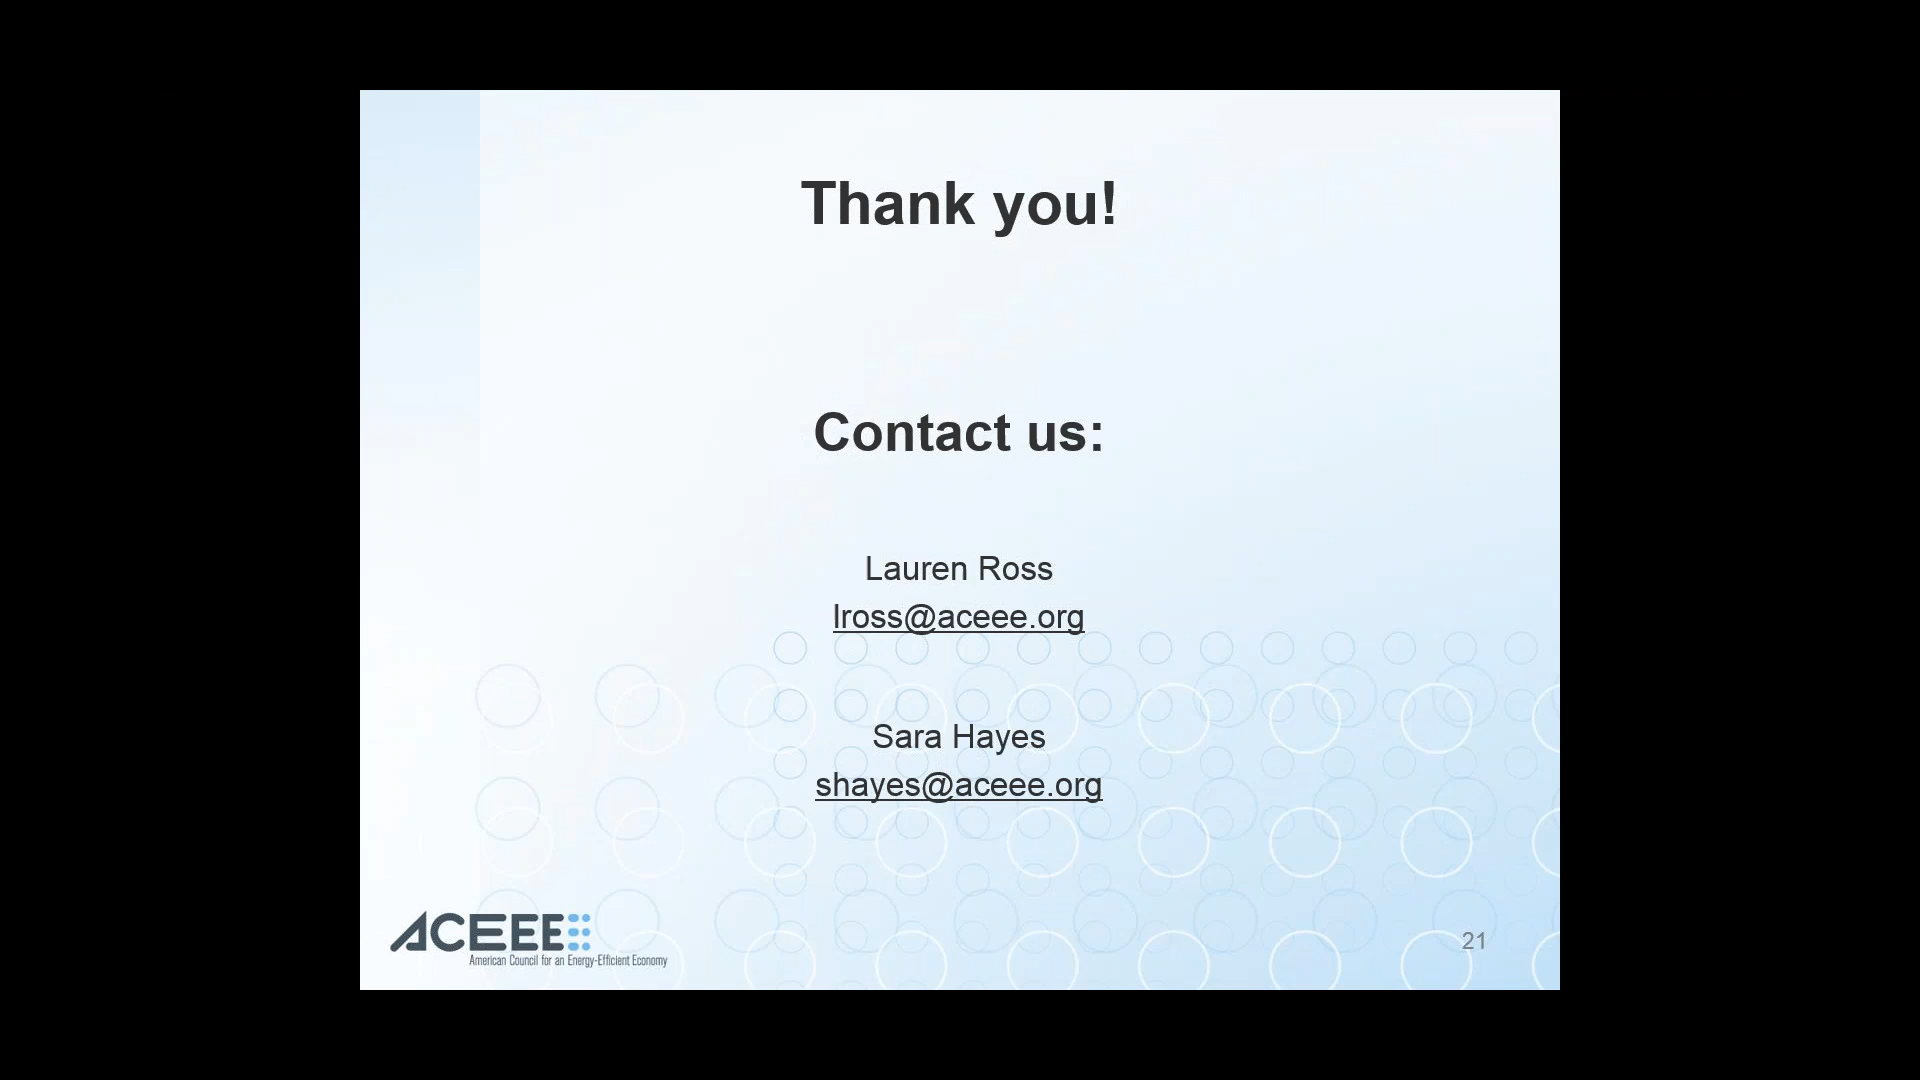 Thank you!
Contact us:
Lauren Ross
lross@aceee.org
Sara Hayes
shayes@aceee.org
ACEEE
American Council for an Energy-Efficient Economy
21